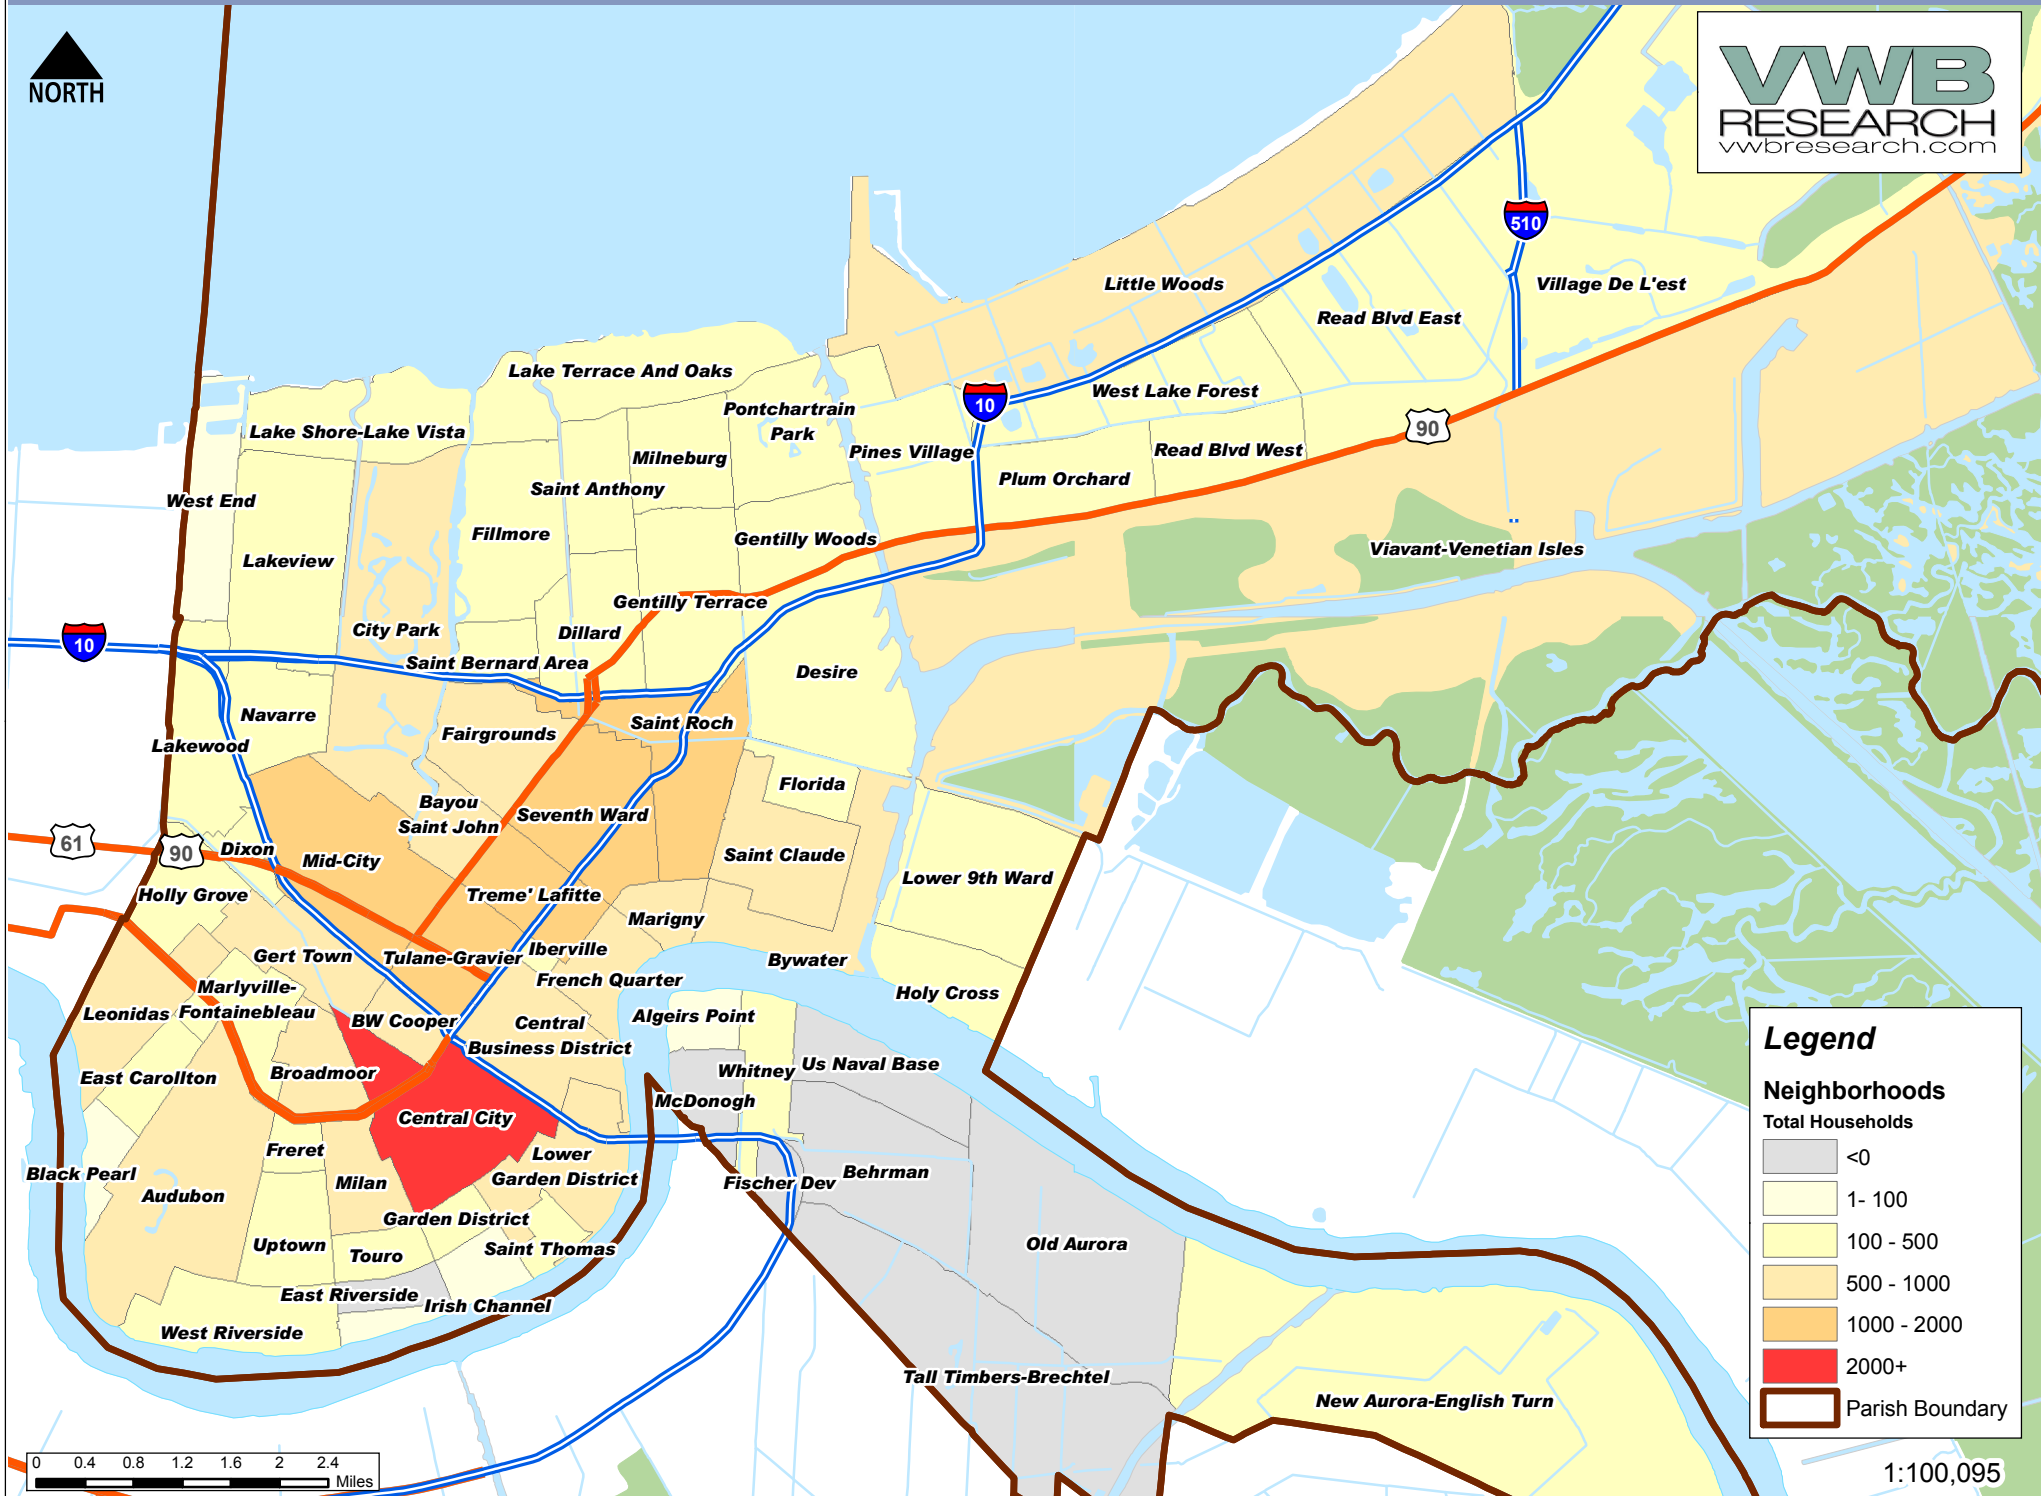 NORTH
VWB
RESEARCH
vwbresearch.com
510
Little Woods
Village De L'est
Read Blvd East
Lake Terrace And Oaks
West Lake Forest
10
Pontchartrain
Park
90
Lake Shore-Lake Vista
Pines Village
Read Blvd West
Milneburg
Plum Orchard
Saint Anthony
West End
Fillmore
Gentilly Woods
Viavant-Venetian Isles
Lakeview
Gentilly Terrace
City Park
Dillard
10
Saint Bernard Area
Desire
Navarre
Saint Roch
Fairgrounds
Lakewood
Florida
Bayou
Saint John
Seventh Ward
61
90
Dixon
Mid-City
Saint Claude
Lower 9th Ward
Holly Grove
Treme' Lafitte
Marigny
Iberville
Gert Town
Tulane-Gravier
Bywater
French Quarter
Marlyville-
Fontainebleau
Holy Cross
Leonidas
Algeirs Point
BW Cooper
Central
Business District
Us Naval Base
Whitney
East Carollton
Broadmoor
McDonogh
Central City
Freret
Lower
Garden District
Black Pearl
Behrman
Fischer Dev
Audubon
Milan
Garden District
Uptown
Touro
Saint Thomas
Old Aurora
East Riverside
Irish Channel
West Riverside
Tall Timbers-Brechtel
New Aurora-English Turn
Legend
Neighborhoods
Total Households
<0
1- 100
100 - 500
500 - 1000
1000 - 2000
2000+
Parish Boundary
0 0.4 0.8 1.2 1.6 2 2.4
Miles
1:100,095